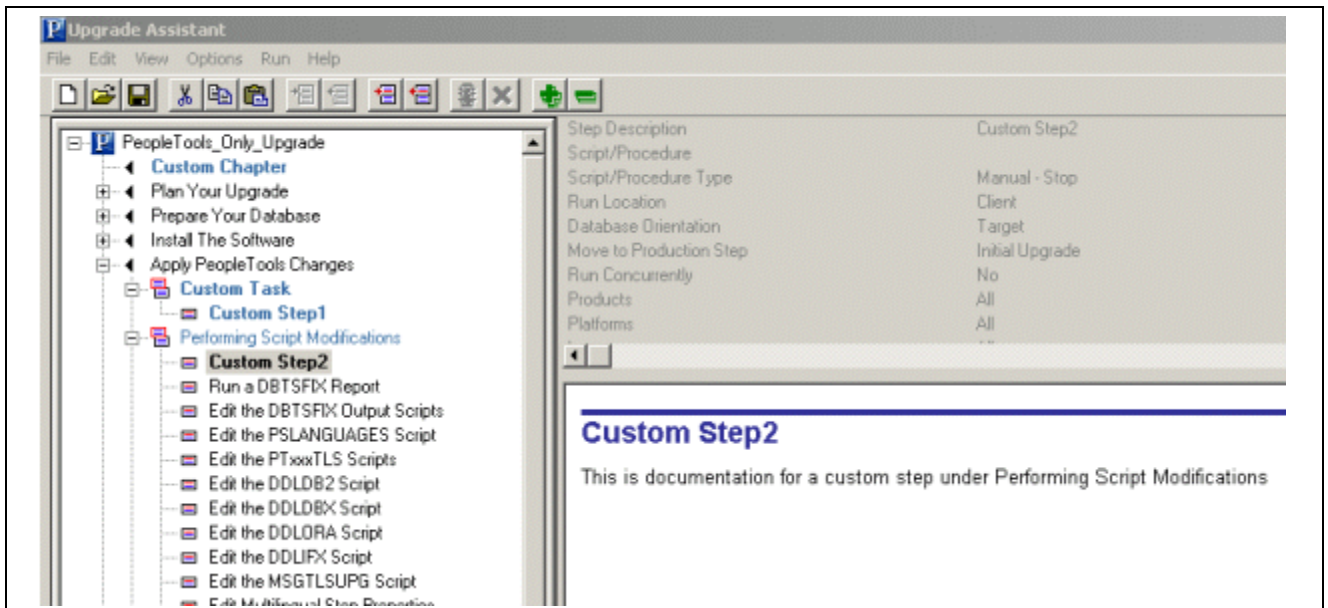 Upgrade Assistant
File Edit View Options Run Help
PeopleTools_Only_Upgrade
Custom Chapter
Plan Your Upgrade
Prepare Your Database
Install The Software
Apply PeopleTools Changes
Custom Task
Custom Step1
Performing Script Modifications
Custom Step2
Run a DBTSFIX Report
Edit the DBTSFIX Output Scripts
Edit the PSLANGUAGES Script
Edit the PTxxxTLS Scripts
Edit the DDLDB2 Script
Edit the DDLDBX Script
Edit the DDLORA Script
Edit the DDLIFX Script
Edit the MSGTLSUPG Script
Edit Multilingual Step Properties
Step Description Custom Step2
Script/Procedure
Script/Procedure Type Manual - Stop
Run Location Client
Database Orientation Target
Move to Production Step Initial Upgrade
Run Concurrently No
Products All
Platforms All
Custom Step2
This is documentation for a custom step under Performing Script Modifications